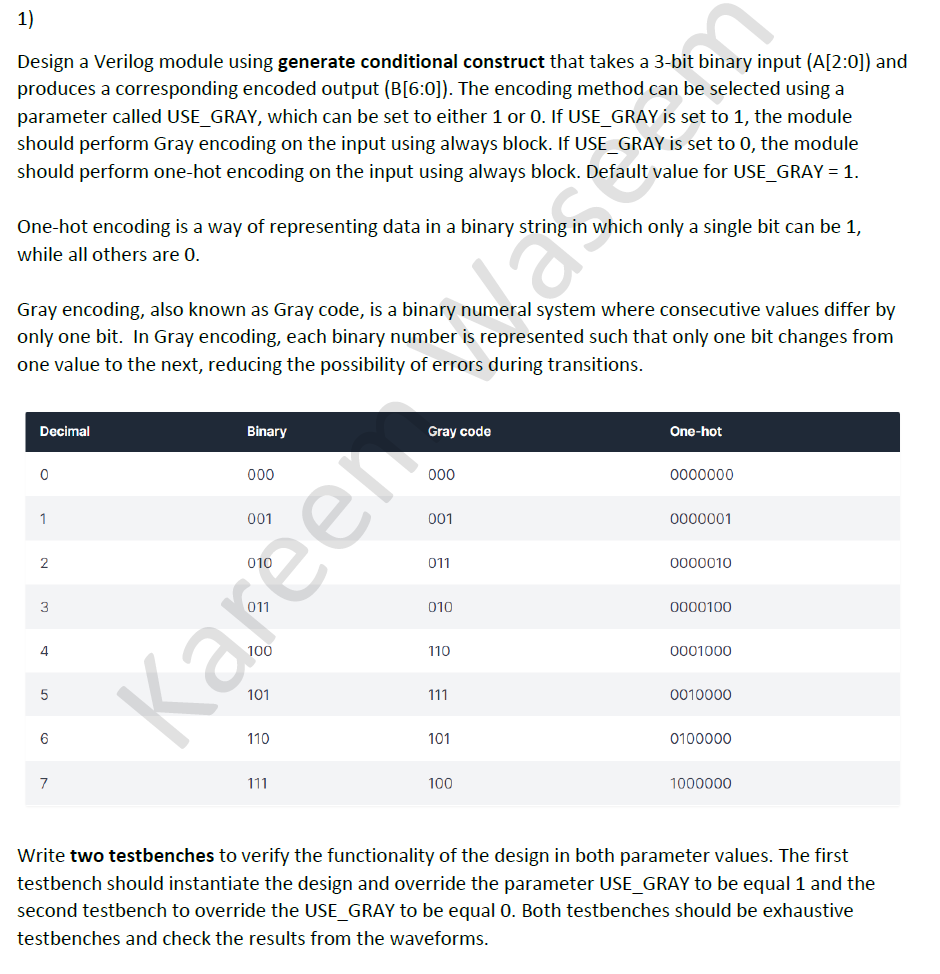 1)
Design a Verilog module using generate conditional construct that takes a 3-bit binary input (A[2:0]) and
produces a corresponding encoded output (B[6:0]). The encoding method can be selected using a
parameter called USE_GRAY, which can be set to either 1 or 0. If USE_GRAY is set to 1, the module
should perform Gray encoding on the input using always block. If USE_GRAY is set to 0, the module
should perform one-hot encoding on the input using always block. Default value for USE_GRAY = 1.
One-hot encoding is a way of representing data in a binary string in which only a single bit can be 1,
while all others are 0.
Gray encoding, also known as Gray code, is a binary numeral system where consecutive values differ by
only one bit. In Gray encoding, each binary number is represented such that only one bit changes from
one value to the next, reducing the possibility of errors during transitions.
Decimal Binary Gray code One-hot
0 000 000 0000000
1 001 001 0000001
2 010 011 0000010
3 011 010 0000100
4 100 110 0001000
5 101 111 0010000
6 110 101 0100000
7 111 100 1000000
Write two testbenches to verify the functionality of the design in both parameter values. The first
testbench should instantiate the design and override the parameter USE_GRAY to be equal 1 and the
second testbench to override the USE_GRAY to be equal 0. Both testbenches should be exhaustive
testbenches and check the results from the waveforms.
Kareem Waseem